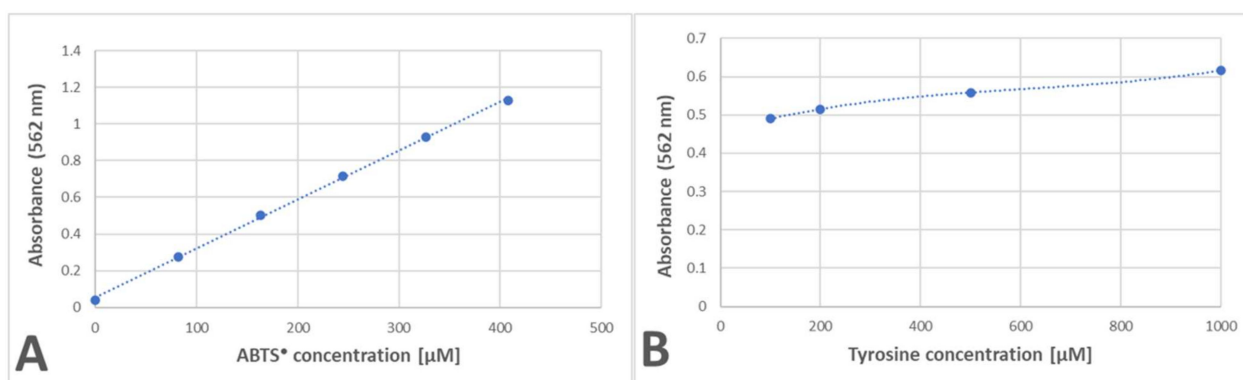 1.4
1.2
1
0.8
0.6
0.4
0.2
0
0 100 200 300 400 500
Absorbance (562 nm)
ABTS• concentration [µM]
A
0.7
0.6
0.5
0.4
0.3
0.2
0.1
0
0 200 400 600 800 1000
Absorbance (562 nm)
Tyrosine concentration [µM]
B